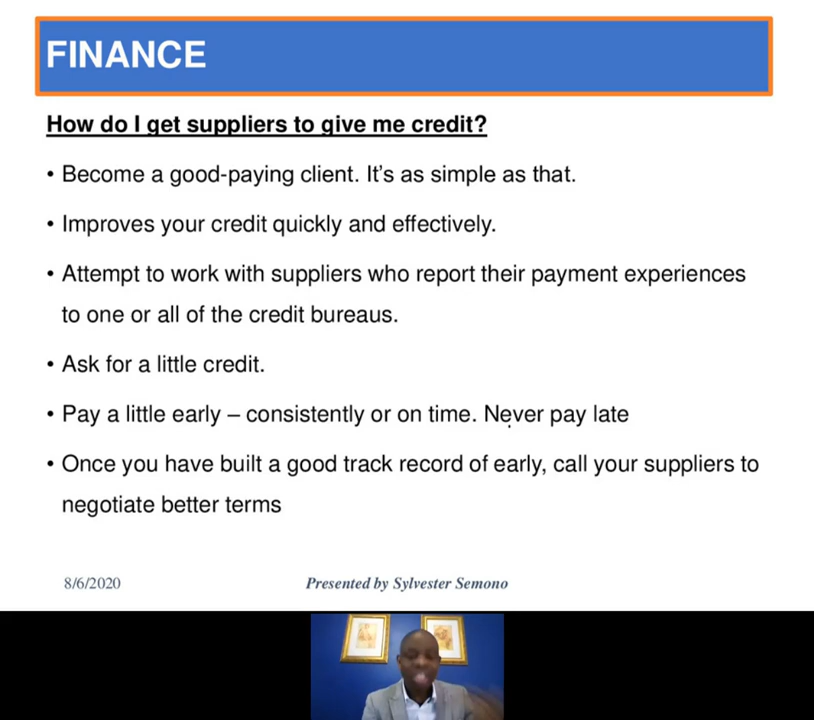 FINANCE
How do I get suppliers to give me credit?
• Become a good-paying client. It's as simple as that.
• Improves your credit quickly and effectively.
• Attempt to work with suppliers who report their payment experiences
to one or all of the credit bureaus.
• Ask for a little credit.
• Pay a little early – consistently or on time. Never pay late
• Once you have built a good track record of early, call your suppliers to
negotiate better terms
8/6/2020
Presented by Sylvester Semono